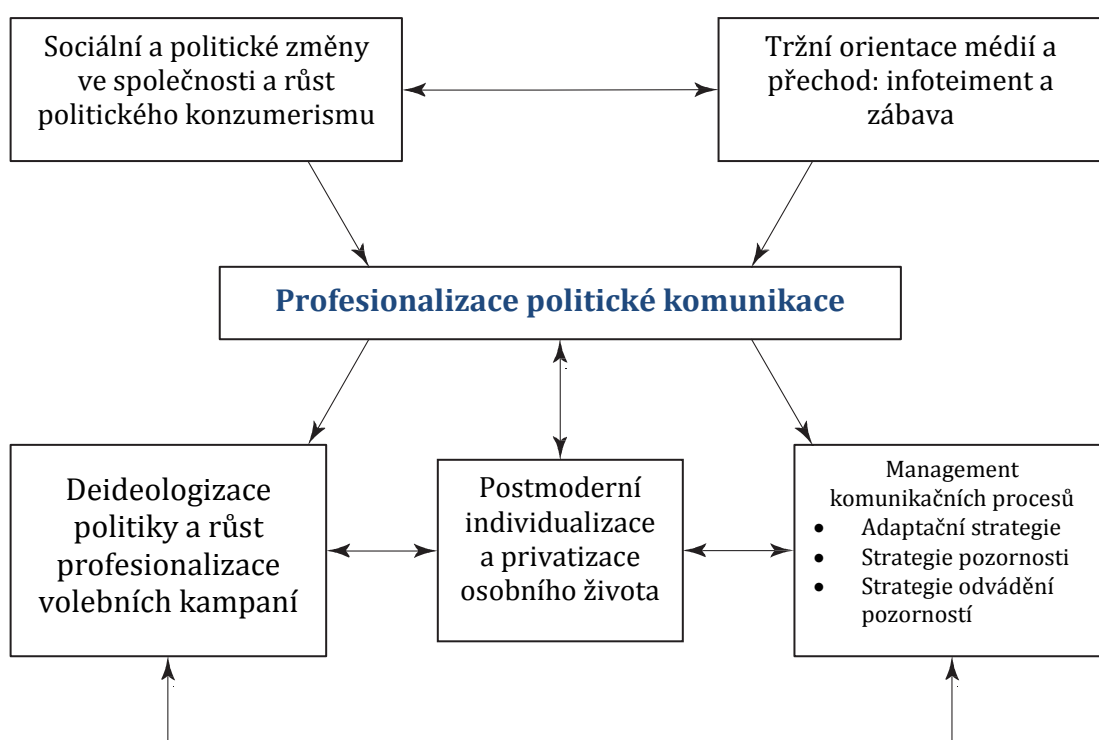 Sociální a politické změny
ve společnosti a růst
politického konzumerismu
Tržní orientace médií a
přechod: infoteiment a
zábava
Profesionalizace politické komunikace
Deideologizace
politiky a růst
profesionalizace
volebních kampaní
Postmoderní
individualizace
a privatizace
osobního života
Management
komunikačních procesů
• Adaptační strategie
• Strategie pozornosti
• Strategie odvádění
pozorností